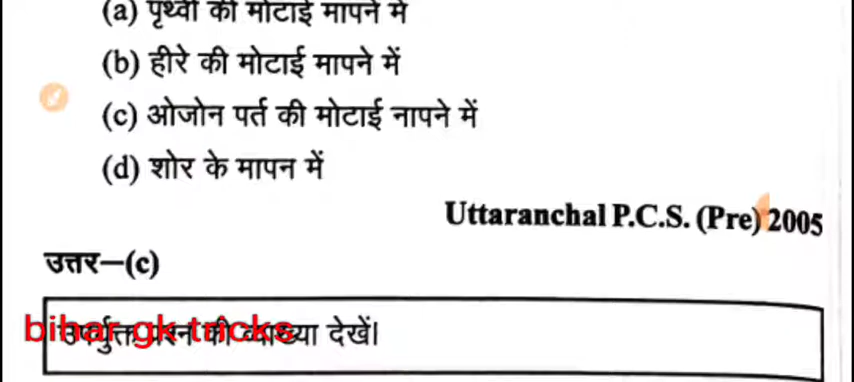 (a) पृथ्वी की मोटाई मापने में
(b) हीरे की मोटाई मापने में
(c) ओजोन पर्त की मोटाई नापने में
(d) शोर के मापन में
Uttaranchal P.C.S. (Pre) 2005
उत्तर–(c)
उपर्युक्त प्रश्न की व्याख्या देखें।
bihar gk tricks